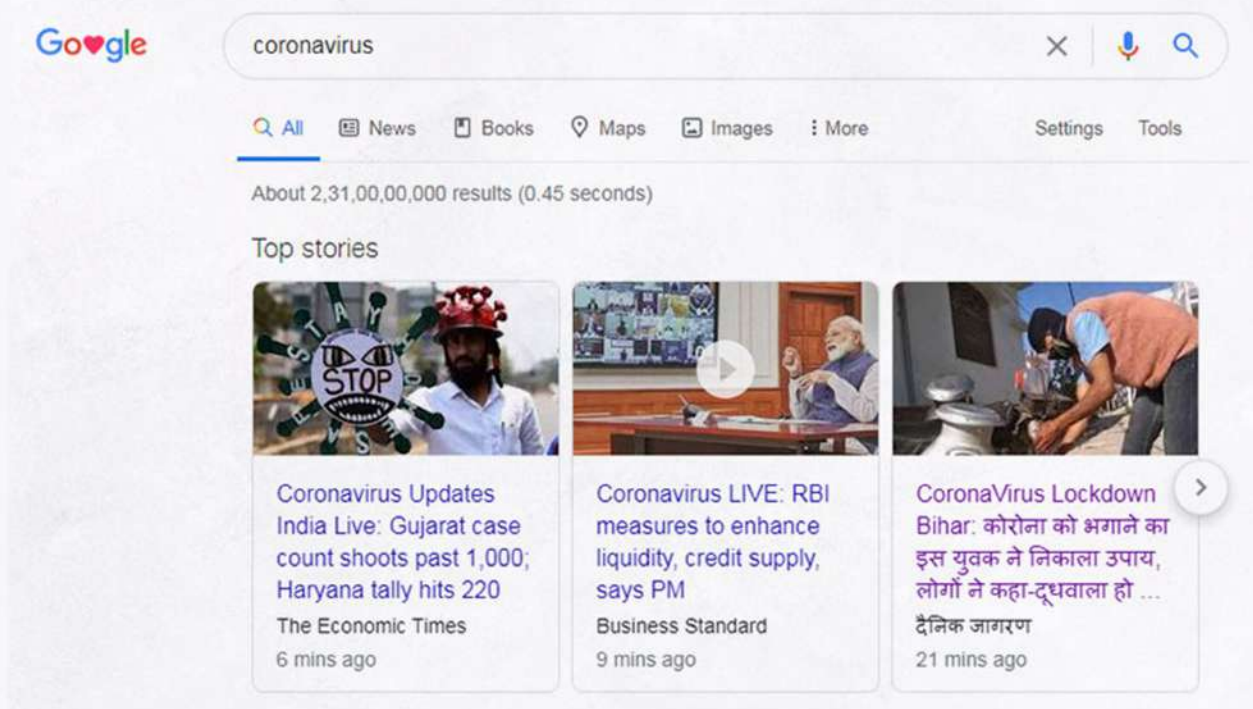 Google
coronavirus
All
News
Books
Maps
Images
More
Settings
Tools
About 2,31,00,00,000 results (0.45 seconds)
Top stories
STAY
STOP
Coronavirus Updates
India Live: Gujarat case
count shoots past 1,000;
Haryana tally hits 220
The Economic Times
6 mins ago
Coronavirus LIVE: RBI
measures to enhance
liquidity, credit supply,
says PM
Business Standard
9 mins ago
CoronaVirus Lockdown
Bihar: कोरोना को भगाने का
इस युवक ने निकाला उपाय,
लोगों ने कहा-दूधवाला हो ...
दैनिक जागरण
21 mins ago